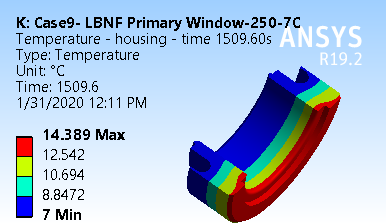 K: Case9- LBNF Primary Window-250-7C
Temperature - housing - time 1509.60s
Type: Temperature
Unit: °C
Time: 1509.6
1/31/2020 12:11 PM
ANSYS
R19.2
14.389 Max
12.542
10.694
8.8472
7 Min